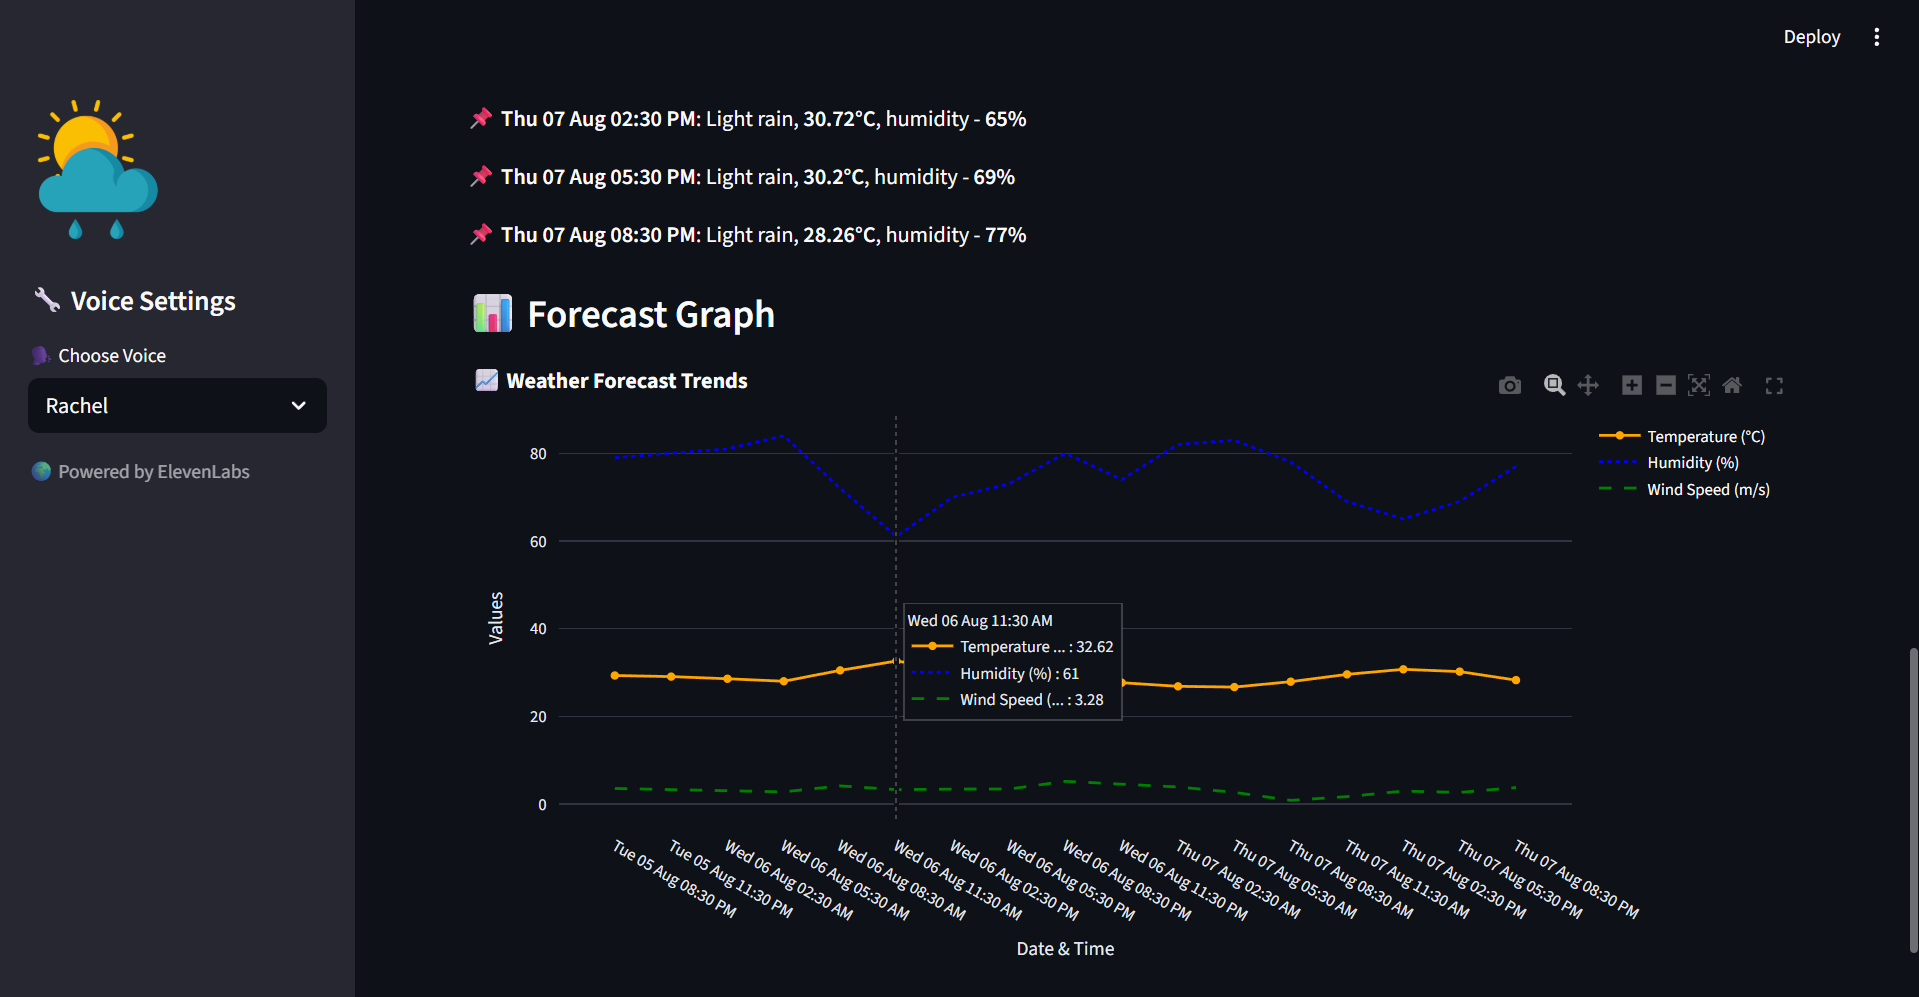 Deploy
Voice Settings
Choose Voice
Rachel
Powered by ElevenLabs
Thu 07 Aug 02:30 PM: Light rain, 30.72°C, humidity - 65%
Thu 07 Aug 05:30 PM: Light rain, 30.2°C, humidity - 69%
Thu 07 Aug 08:30 PM: Light rain, 28.26°C, humidity - 77%
Forecast Graph
Weather Forecast Trends
Temperature (°C)
Humidity (%)
Wind Speed (m/s)
80
60
40
20
0
Values
Wed 06 Aug 11:30 AM
Temperature ... : 32.62
Humidity (%) : 61
Wind Speed (... : 3.28
Tue 05 Aug 08:30 PM
Tue 05 Aug 11:30 PM
Wed 06 Aug 02:30 AM
Wed 06 Aug 05:30 AM
Wed 06 Aug 08:30 AM
Wed 06 Aug 11:30 AM
Wed 06 Aug 02:30 PM
Wed 06 Aug 05:30 PM
Wed 06 Aug 08:30 PM
Wed 06 Aug 11:30 PM
Thu 07 Aug 02:30 AM
Thu 07 Aug 05:30 AM
Thu 07 Aug 08:30 AM
Thu 07 Aug 11:30 AM
Thu 07 Aug 02:30 PM
Thu 07 Aug 05:30 PM
Thu 07 Aug 08:30 PM
Date & Time